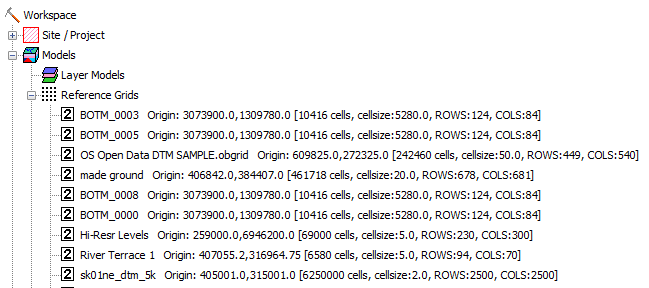 Workspace
Site / Project
Models
Layer Models
Reference Grids
2 BOTM_0003 Origin: 3073900.0,1309780.0 [10416 cells, cellsize:5280.0, ROWS:124, COLS:84]
2 BOTM_0005 Origin: 3073900.0,1309780.0 [10416 cells, cellsize:5280.0, ROWS:124, COLS:84]
2 OS Open Data DTM SAMPLE.obgrid Origin: 609825.0,272325.0 [242460 cells, cellsize:50.0, ROWS:449, COLS:540]
2 made ground Origin: 406842.0,384407.0 [461718 cells, cellsize:20.0, ROWS:678, COLS:681]
2 BOTM_0008 Origin: 3073900.0,1309780.0 [10416 cells, cellsize:5280.0, ROWS:124, COLS:84]
2 BOTM_0000 Origin: 3073900.0,1309780.0 [10416 cells, cellsize:5280.0, ROWS:124, COLS:84]
2 Hi-Resr Levels Origin: 259000.0,6946200.0 [69000 cells, cellsize:5.0, ROWS:230, COLS:300]
2 River Terrace 1 Origin: 407055.2,316964.75 [6580 cells, cellsize:5.0, ROWS:94, COLS:70]
2 sk01ne_dtm_5k Origin: 405001.0,315001.0 [6250000 cells, cellsize:2.0, ROWS:2500, COLS:2500]